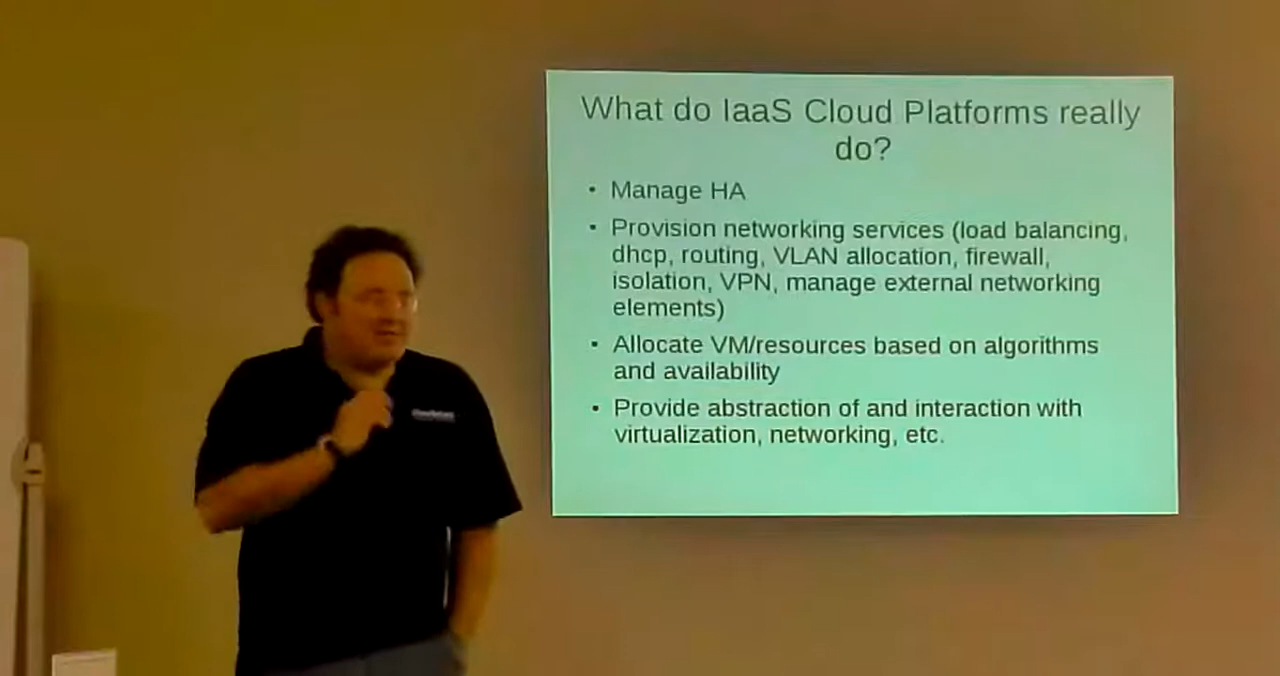 What do IaaS Cloud Platforms really
do?
• Manage HA
• Provision networking services (load balancing,
dhcp, routing, VLAN allocation, firewall,
isolation, VPN, manage external networking
elements)
• Allocate VM/resources based on algorithms
and availability
• Provide abstraction of and interaction with
virtualization, networking, etc.